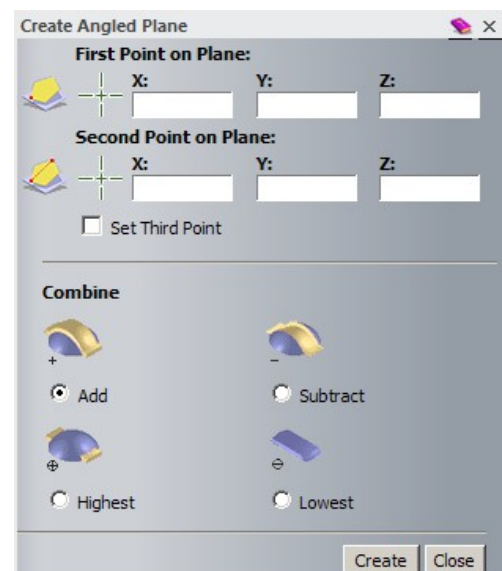 Create Angled Plane
First Point on Plane:
X: Y: Z:
Second Point on Plane:
X: Y: Z:
Set Third Point
Combine
Add Subtract
Highest Lowest
Create Close